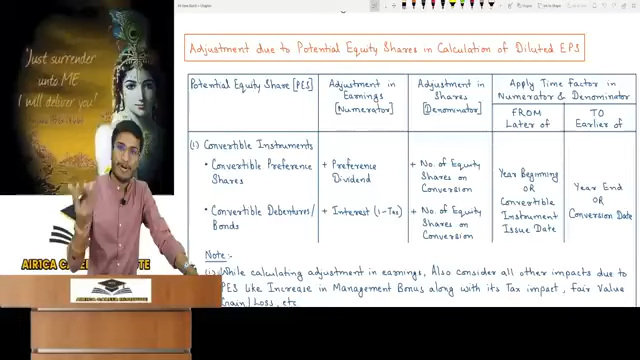 Adjustment due to Potential Equity Shares in Calculation of Diluted EPS
Potential Equity Share [PES]
Adjustment in Earnings [Numerator]
Adjustment in Shares [Denominator]
Apply Time Factor in Numerator & Denominator
FROM Later of
TO Earlier of
(1) Convertible Instruments
• Convertible Preference Shares
+ Preference Dividend
+ No. of Equity Shares on Conversion
• Convertible Debentures/ Bonds
+ Interest (1-Tax)
+ No. of Equity Shares on Conversion
Year Beginning OR Convertible Instrument Issue Date
Year End OR Conversion Date
Note :-
(i) While calculating adjustment in earnings, Also consider all other impacts due to
PES like Increase in Management Bonus along with its Tax impact, Fair Value
Gain/Loss, etc
"Just surrender
unto ME
I will deliver you"
AIRICA CAREER INSTITUTE
AIRICA CAREER INSTITUTE